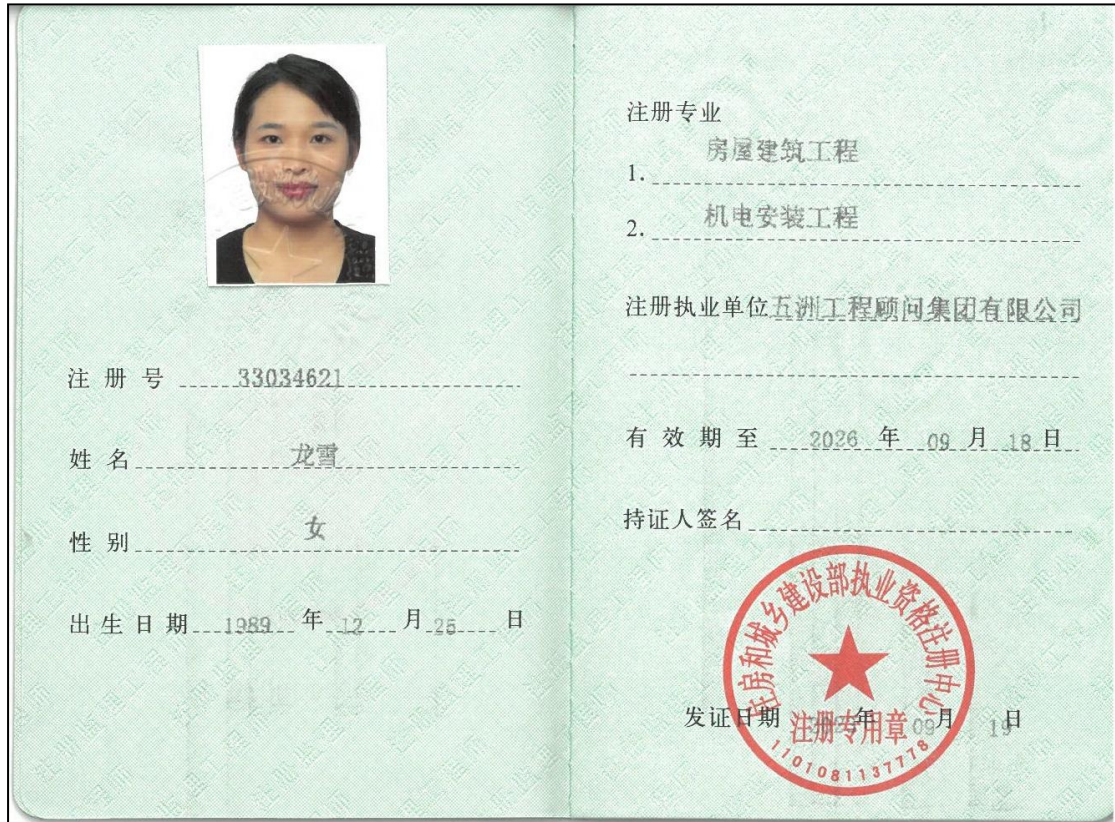 注 册 号 33034621
姓 名 龙雪
性 别 女
出 生 日 期 1989 年 12 月 26 日
注册专业
1. 房屋建筑工程
2. 机电安装工程
注册执业单位 五洲工程顾问集团有限公司
有 效 期 至 2026 年 09 月 18 日
持证人签名
住房和城乡建设部执业资格注册中心
发证日期 年 09 月 19 日
注册专用章
1101081137778